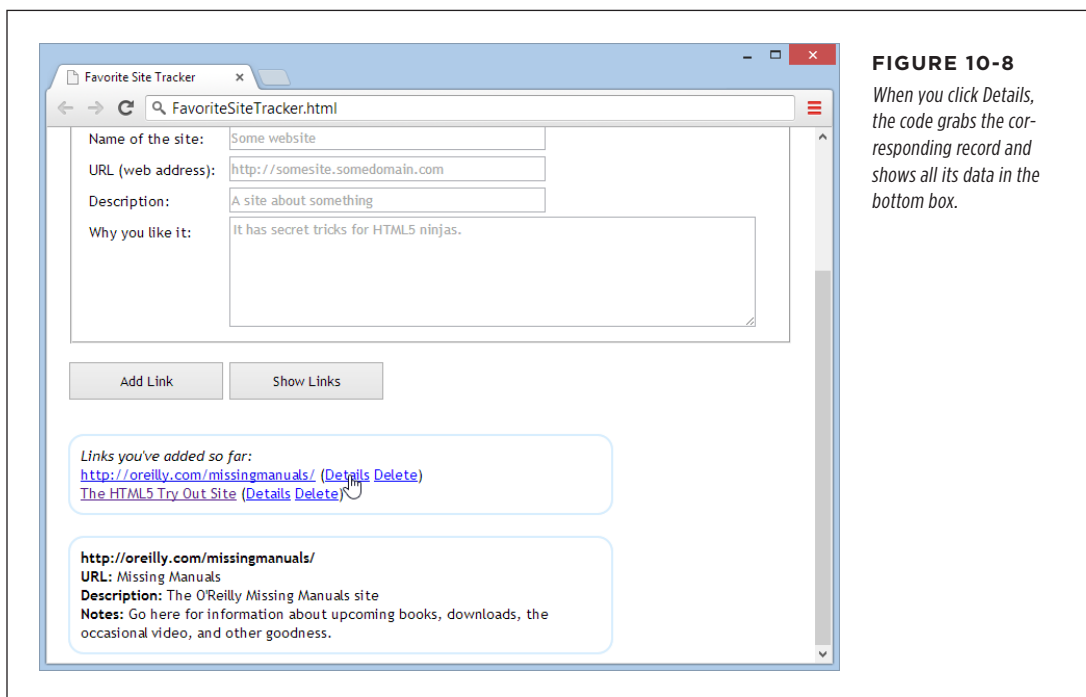 Favorite Site Tracker
FavoriteSiteTracker.html
Name of the site: Some website
URL (web address): http://somesite.somedomain.com
Description: A site about something
Why you like it: It has secret tricks for HTML5 ninjas.
Add Link Show Links
Links you've added so far:
http://oreilly.com/missingmanuals/ (Details Delete)
The HTML5 Try Out Site (Details Delete)
http://oreilly.com/missingmanuals/
URL: Missing Manuals
Description: The O'Reilly Missing Manuals site
Notes: Go here for information about upcoming books, downloads, the
occasional video, and other goodness.
FIGURE 10-8
When you click Details,
the code grabs the cor-
responding record and
shows all its data in the
bottom box.